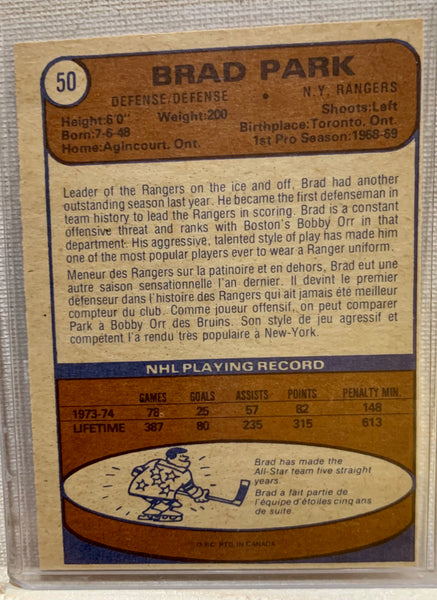 50
BRAD PARK
DEFENSE/DEFENSE • N.Y. RANGERS
Height:6'0" Weight:200 Shoots:Left
Born:7-6-48 Birthplace:Toronto, Ont.
Home:Agincourt, Ont. 1st Pro Season:1968-69
Leader of the Rangers on the ice and off, Brad had another
outstanding season last year. He became the first defenseman in
team history to lead the Rangers in scoring. Brad is a constant
offensive threat and ranks with Boston's Bobby Orr in that
department. His aggressive, talented style of play has made him
one of the most popular players ever to wear a Ranger uniform.
Meneur des Rangers sur la patinoire et en dehors, Brad eut une
autre saison sensationnelle l'an dernier. Il devint le premier
défenseur dans l'histoire des Rangers qui ait jamais été meilleur
compteur du club. Comme joueur offensif, on peut comparer
Park à Bobby Orr des Bruins. Son style de jeu agressif et
compétent l'a rendu très populaire à New-York.
NHL PLAYING RECORD
GAMES GOALS ASSISTS POINTS PENALTY MIN.
1973-74 78 25 57 82 148
LIFETIME 387 80 235 315 613
Brad has made the
All-Star team five straight
years.
Brad a fait partie de
l'équipe d'étoiles cinq ans
de suite.
PTD. IN CANADA